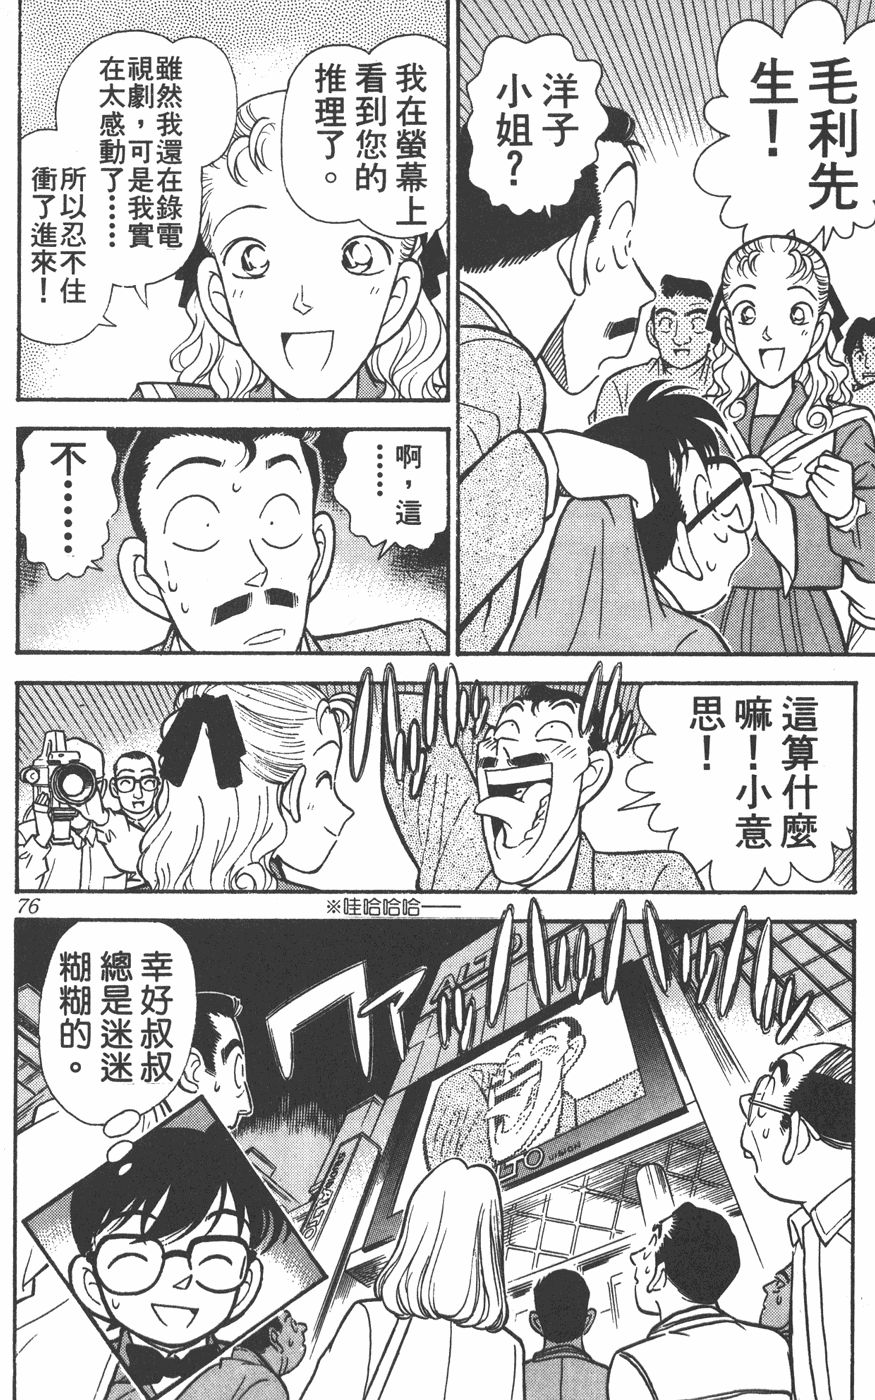 毛利先
生！
洋子
小姐？
我在螢幕上
看到您的
推理了。
雖然我還在錄電
視劇，可是我實
在太感動了……
所以忍不住
衝了進來！
啊，這
……
不……
這算什麼
嘛！小意
思！
76
※哇哈哈哈——
幸好叔叔
總是迷迷
糊糊的。
ALTO
ALTO
VISION